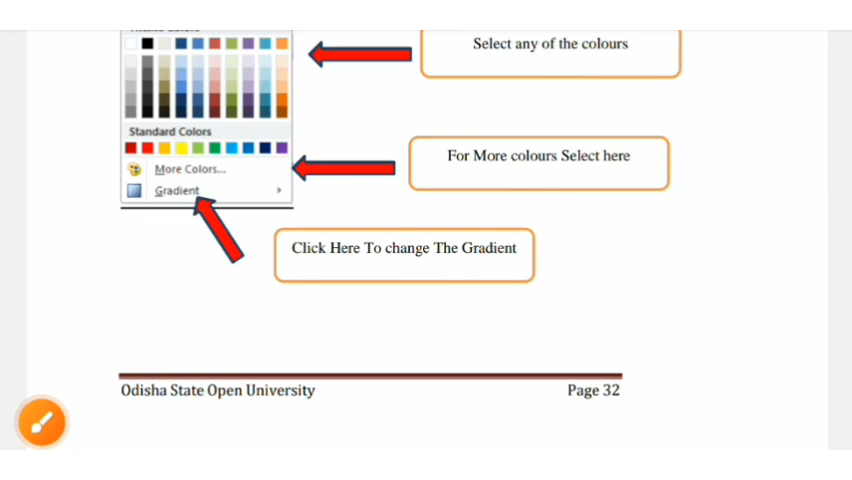 Select any of the colours
Standard Colors
For More colours Select here
More Colors...
Gradient
Click Here To change The Gradient
Odisha State Open University
Page 32